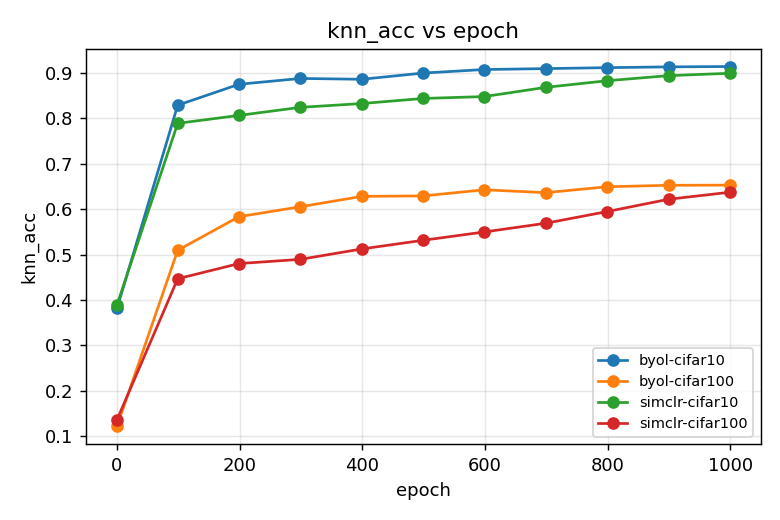 knn_acc vs epoch
knn_acc
0.9
0.8
0.7
0.6
0.5
0.4
0.3
0.2
0.1
0 200 400 600 800 1000
epoch
byol-cifar10
byol-cifar100
simclr-cifar10
simclr-cifar100